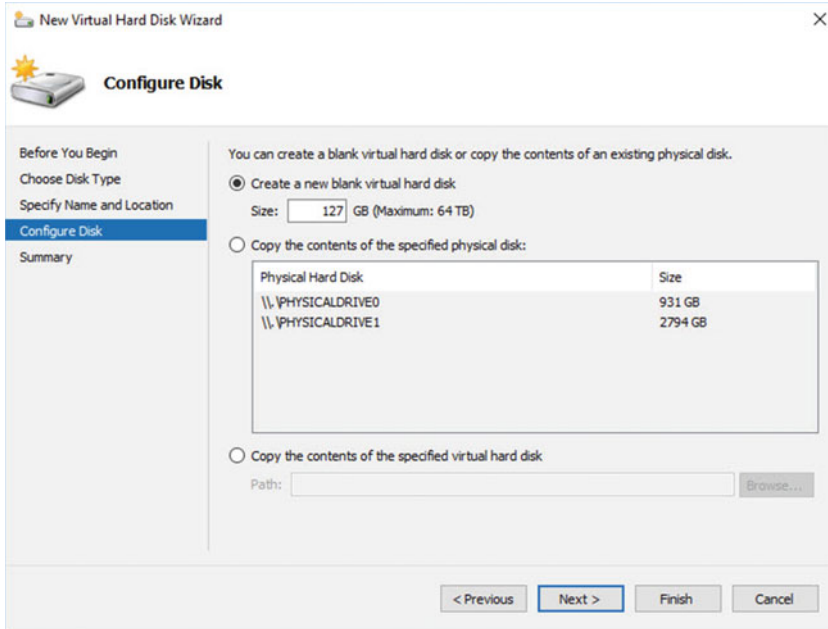 New Virtual Hard Disk Wizard
Configure Disk
Before You Begin
Choose Disk Type
Specify Name and Location
Configure Disk
Summary
You can create a blank virtual hard disk or copy the contents of an existing physical disk.
Create a new blank virtual hard disk
Size: 127 GB (Maximum: 64 TB)
Copy the contents of the specified physical disk:
Physical Hard Disk Size
\\.\PHYSICALDRIVE0 931 GB
\\.\PHYSICALDRIVE1 2794 GB
Copy the contents of the specified virtual hard disk
Path: Browse...
< Previous Next > Finish Cancel